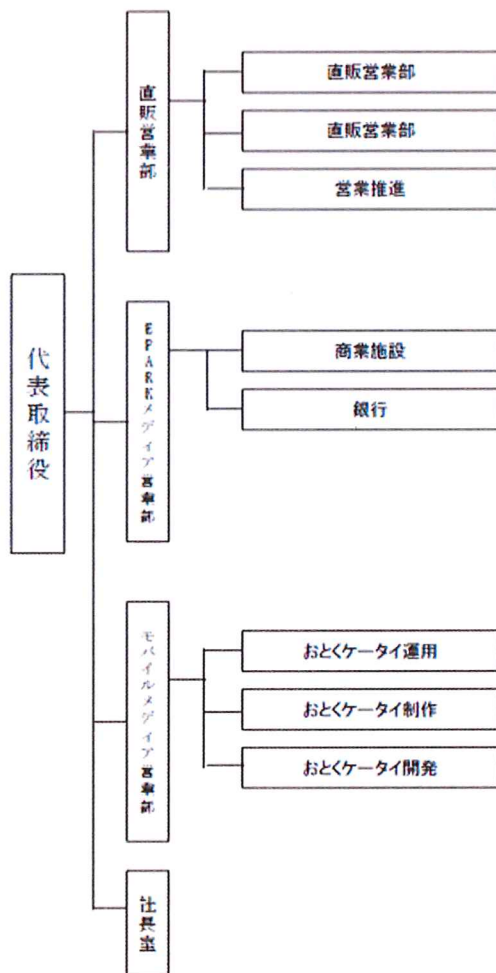 代表取締役
直販営業部
直販営業部
直販営業部
営業推進
EPARKメディア営業部
商業施設
銀行
モバイルメディア営業部
おとくケータイ運用
おとくケータイ制作
おとくケータイ開発
社長室